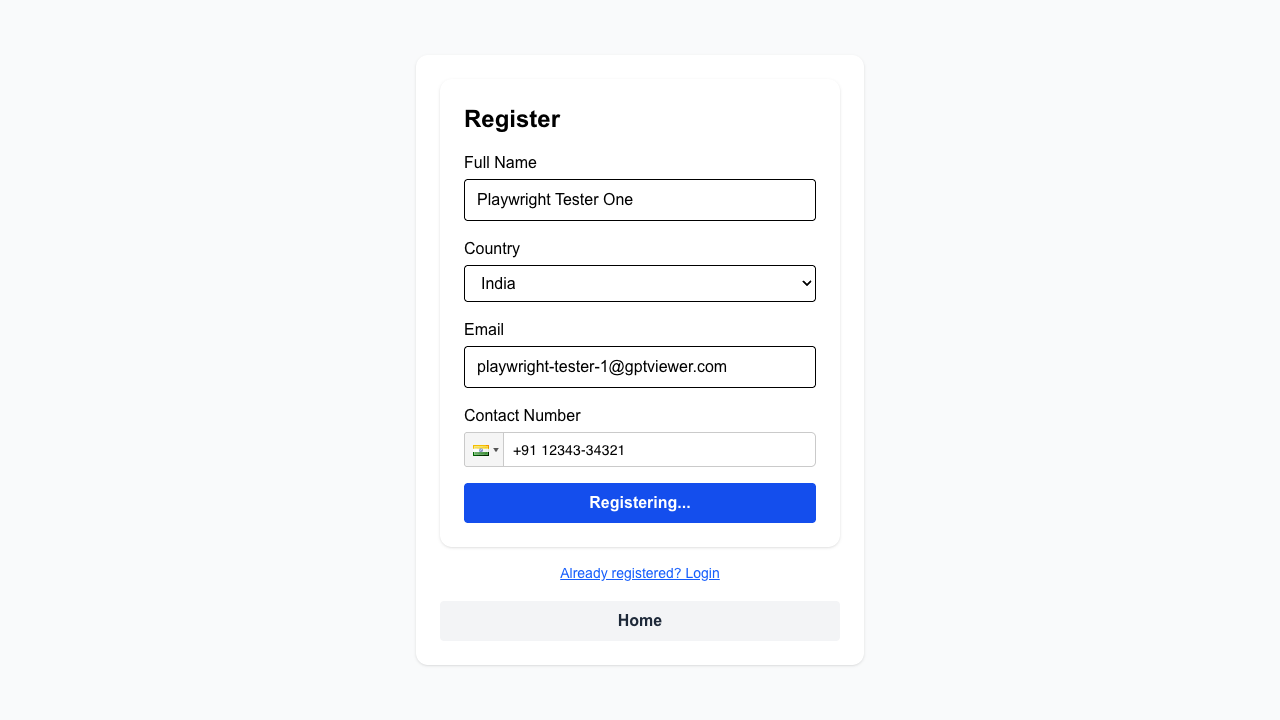 Register
Full Name
Playwright Tester One
Country
India
Email
playwright-tester-1@gptviewer.com
Contact Number
+91 12343-34321
Registering...
Already registered? Login
Home